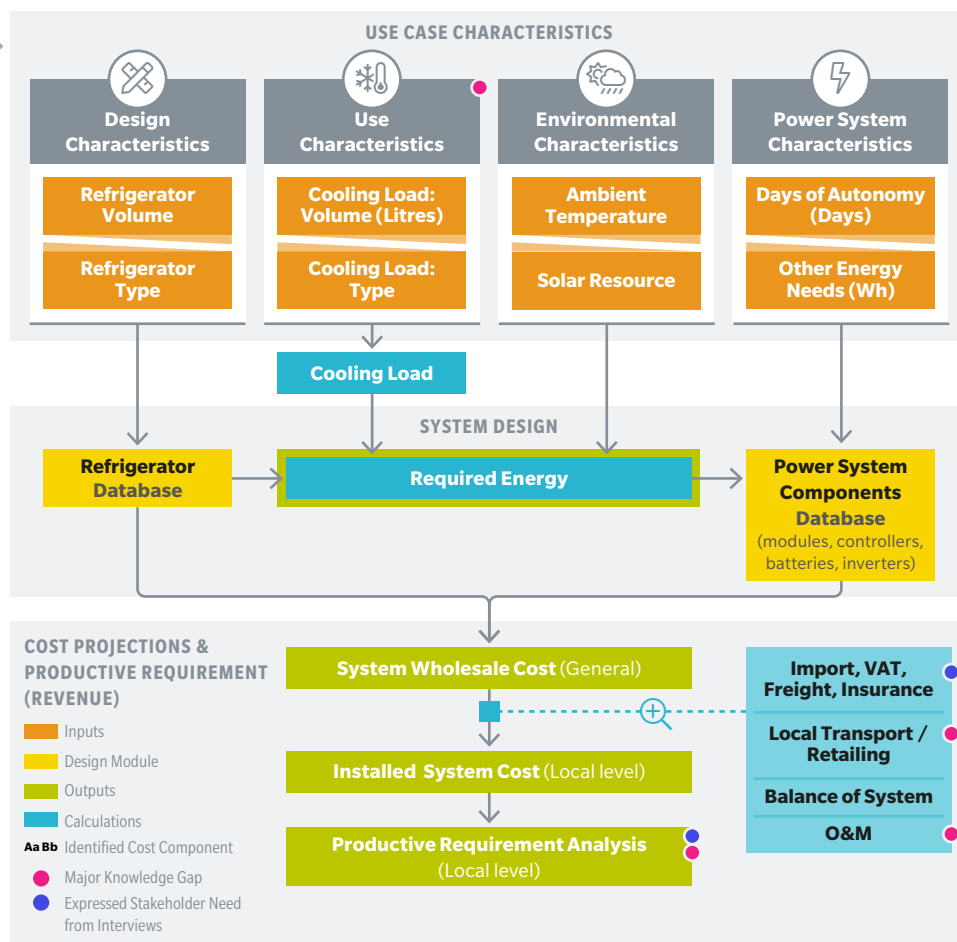 USE CASE CHARACTERISTICS
Design
Characteristics
Refrigerator
Volume
Refrigerator
Type
Use
Characteristics
Cooling Load:
Volume (Litres)
Cooling Load:
Type
Environmental
Characteristics
Ambient
Temperature
Solar Resource
Power System
Characteristics
Days of Autonomy
(Days)
Other Energy
Needs (Wh)
Cooling Load
SYSTEM DESIGN
Refrigerator
Database
Required Energy
Power System
Components
Database
(modules, controllers,
batteries, inverters)
COST PROJECTIONS &
PRODUCTIVE REQUIREMENT
(REVENUE)
Inputs
Design Module
Outputs
Calculations
Aa Bb Identified Cost Component
Major Knowledge Gap
Expressed Stakeholder Need
from Interviews
System Wholesale Cost (General)
Installed System Cost (Local level)
Productive Requirement Analysis
(Local level)
Import, VAT,
Freight, Insurance
Local Transport /
Retailing
Balance of System
O&M